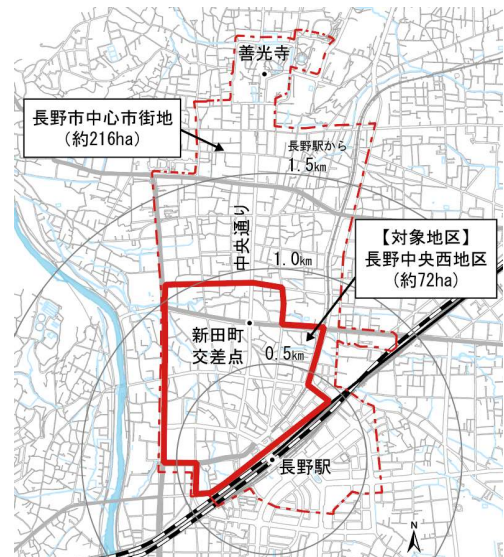 善光寺
長野市中心市街地
（約216ha）
長野駅から
1.5km
中央通り
【対象地区】
長野中央西地区
（約72ha）
1.0km
新田町
交差点
0.5km
長野駅
N